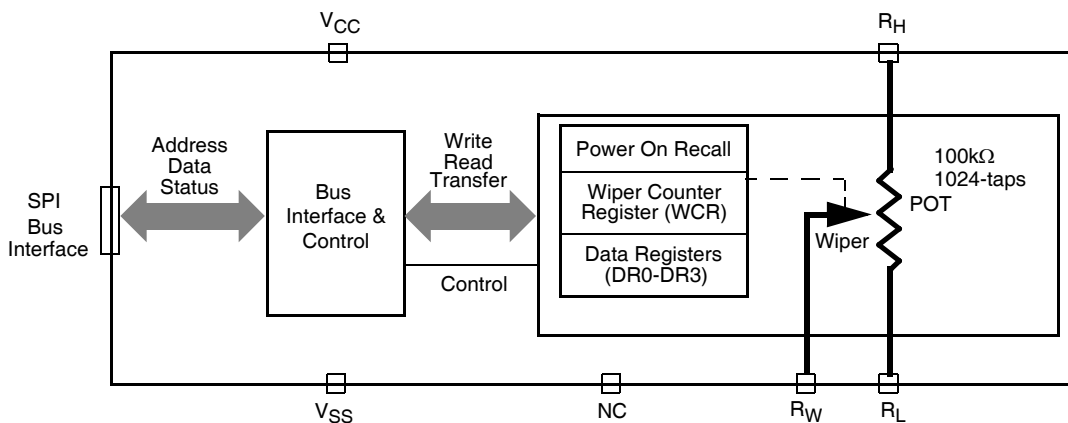 VCC
RH
Address
Data
Status
Write
Read
Transfer
Power On Recall
100kΩ
1024-taps
SPI
Bus
Interface
Bus
Interface &
Control
Wiper Counter
Register (WCR)
POT
Wiper
Data Registers
(DR0-DR3)
Control
VSS
NC
RW
RL